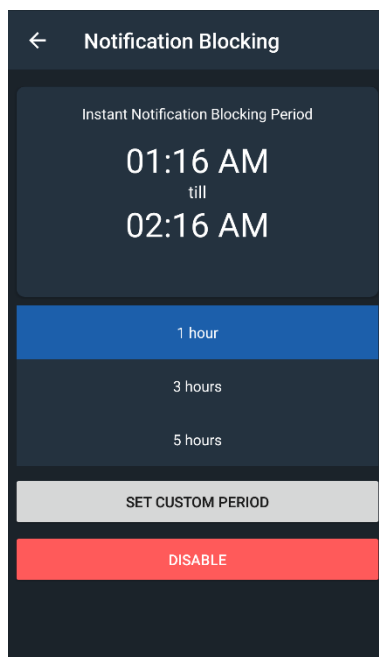 Notification Blocking
Instant Notification Blocking Period
01:16 AM
till
02:16 AM
1 hour
3 hours
5 hours
SET CUSTOM PERIOD
DISABLE